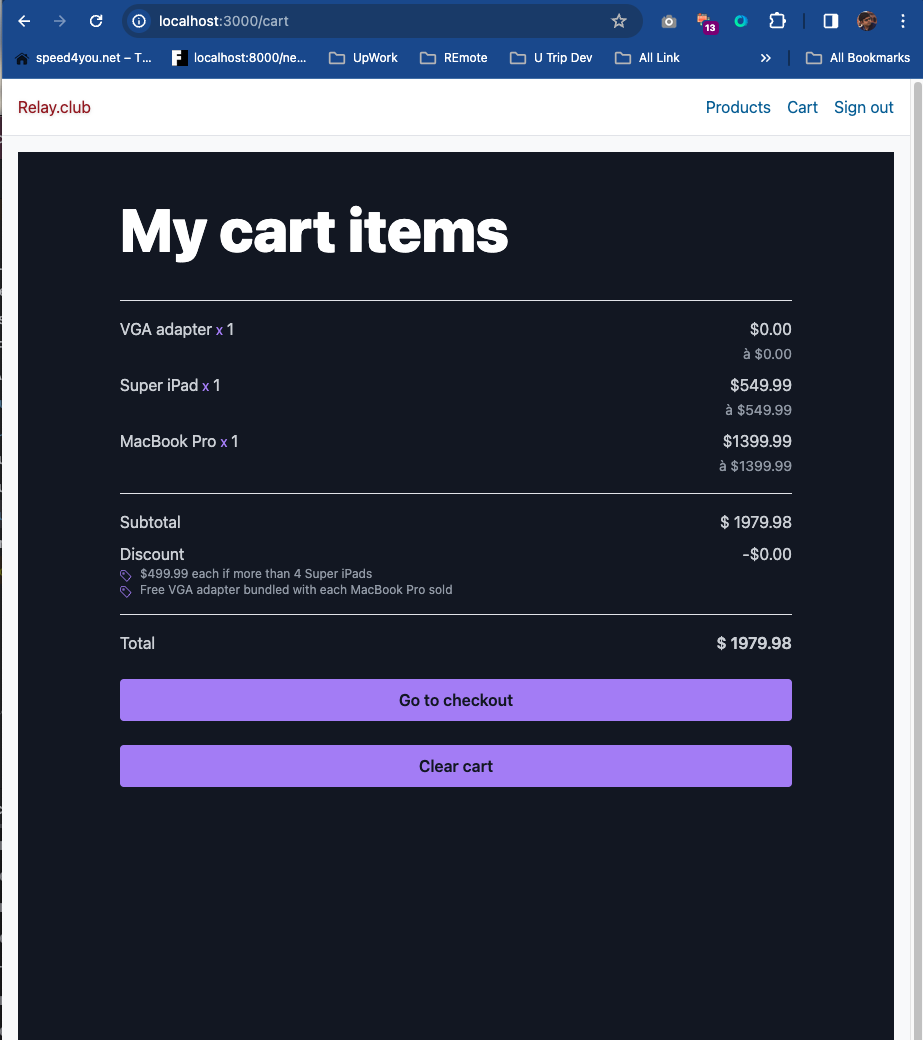 localhost:3000/cart
13
speed4you.net – T...
localhost:8000/ne...
UpWork
REmote
U Trip Dev
All Link
»
All Bookmarks
Relay.club
Products
Cart
Sign out
My cart items
VGA adapter x 1
$0.00
à $0.00
Super iPad x 1
$549.99
à $549.99
MacBook Pro x 1
$1399.99
à $1399.99
Subtotal
$ 1979.98
Discount
-$0.00
$499.99 each if more than 4 Super iPads
Free VGA adapter bundled with each MacBook Pro sold
Total
$ 1979.98
Go to checkout
Clear cart